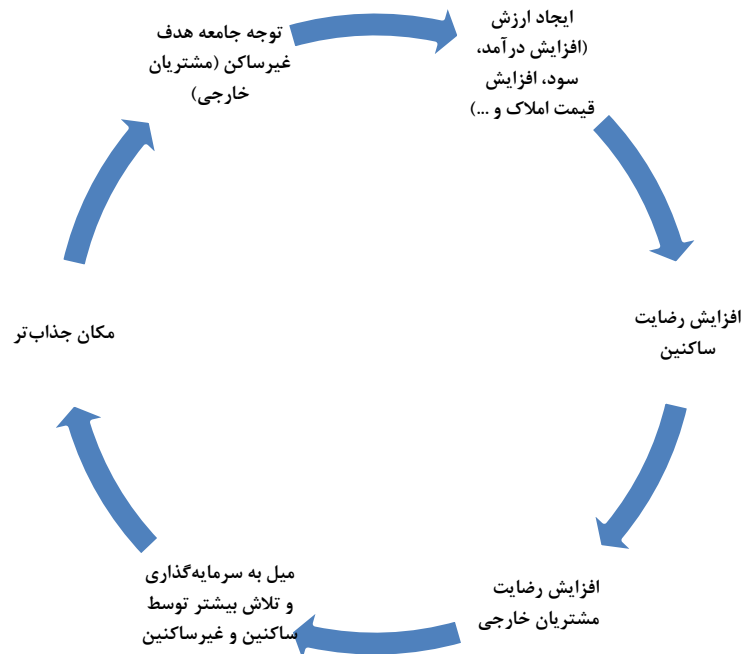 ایجاد ارزش
(افزایش درآمد،
سود، افزایش
قیمت املاک و ...)
افزایش رضایت
ساکنین
افزایش رضایت
مشتریان خارجی
میل به سرمایه‌گذاری
و تلاش بیشتر توسط
ساکنین و غیرساکنین
مکان جذاب‌تر
توجه جامعه هدف
غیرساکن (مشتریان
خارجی)